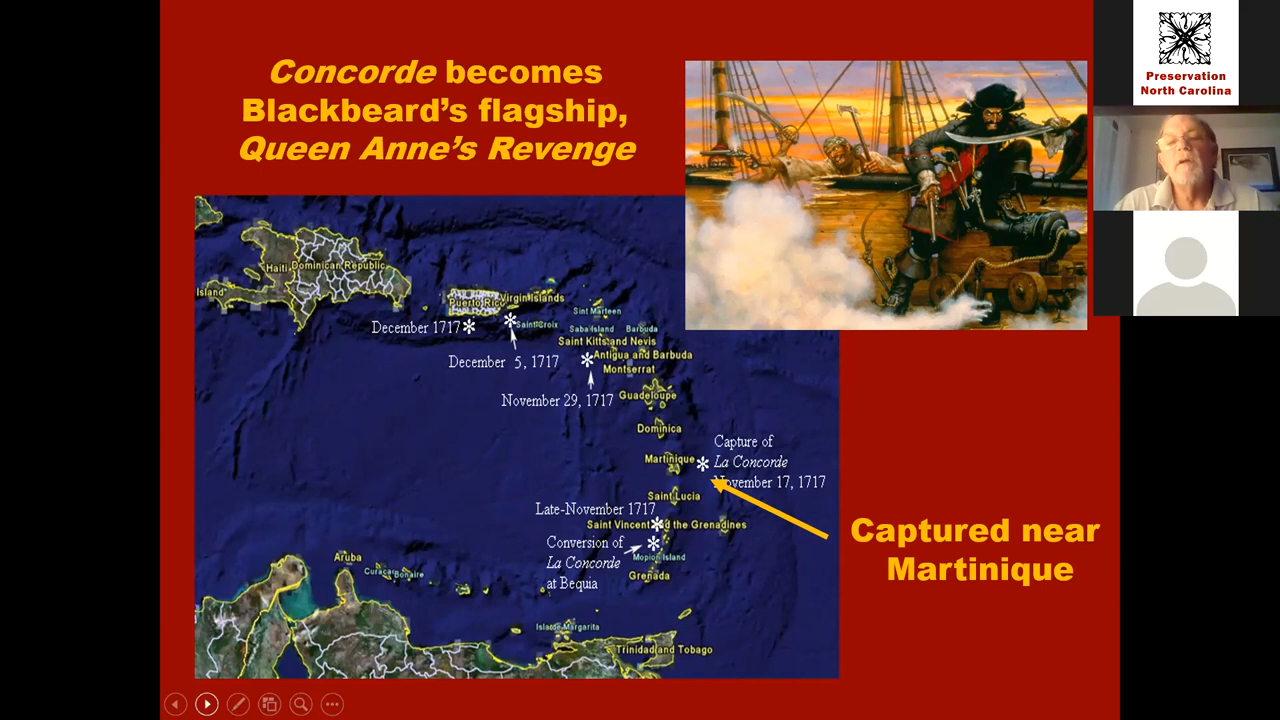 Concorde becomes
Blackbeard's flagship,
Queen Anne's Revenge
Preservation
North Carolina
Haiti
Dominican Republic
Island
Puerto Rico
Virgin Islands
Sint Marteen
December 1717
Saint Croix
Saba Island
Barbuda
Saint Kitts and Nevis
December 5, 1717
Antigua and Barbuda
Montserrat
November 29, 1717
Guadeloupe
Dominica
Capture of
La Concorde
November 17, 1717
Martinique
Saint Lucia
Late-November 1717
Saint Vincent and the Grenadines
Conversion of
La Concorde
at Bequia
Mopion Island
Grenada
Captured near
Martinique
Aruba
Curacao
Bonaire
Isla de Margarita
Trinidad and Tobago